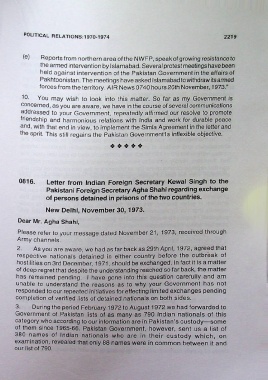 POLITICAL RELATIONS:1970-1974 2219
(e) Reports from northern area of the NWFP, speak of growing resistance to
the armed intervention by Islamabad. Several protest meetings have been
held against intervention of the Pakistan Government in the affairs of
Pakhtoonistan. The meetings have asked Islamabad to withdraw its armed
forces from the territory. AIR News 0740 hours 26th November, 1973."
10. You may wish to look into this matter. So far as my Government is
concerned, as you are aware, we have in the course of several communications
addressed to your Government, repeatedly affirmed our resolve to promote
friendship and harmonious relations with India and work for durable peace
and, with that end in view, to implement the Simla Agreement in the letter and
the spirit. This still remains the Pakistan Government's inflexible objective.
❖❖❖❖❖
0816. Letter from Indian Foreign Secretary Kewal Singh to the
Pakistani Foreign Secretary Agha Shahi regarding exchange
of persons detained in prisons of the two countries.
New Delhi, November 30, 1973.
Dear Mr. Agha Shahi,
Please refer to your message dated November 21, 1973, received through
Army channels.
2. As you are aware, we had as far back as 29th April, 1972, agreed that
respective nationals detained in either country before the outbreak of
hostilities on 3rd December, 1971, should be exchanged. In fact it is a matter
of deep regret that despite the understanding reached so far back, the matter
has remained pending. I have gone into this question carefully and am
unable to understand the reasons as to why your Government has not
responded to our repeated initiatives for effecting limited exchanges pending
completion of verified lists of detained nationals on both sides.
3. During the period February 1972 to August 1972 we had forwarded to
Government of Pakistan lists of as many as 790 Indian nationals of this
category who according to our information are in Pakistan's custody—some
of them since 1965-66. Pakistan Government, however, sent us a list of
380 names of Indian nationals who are in their custody which, on
examination, revealed that only 88 names were in common between it and
our list of 790.